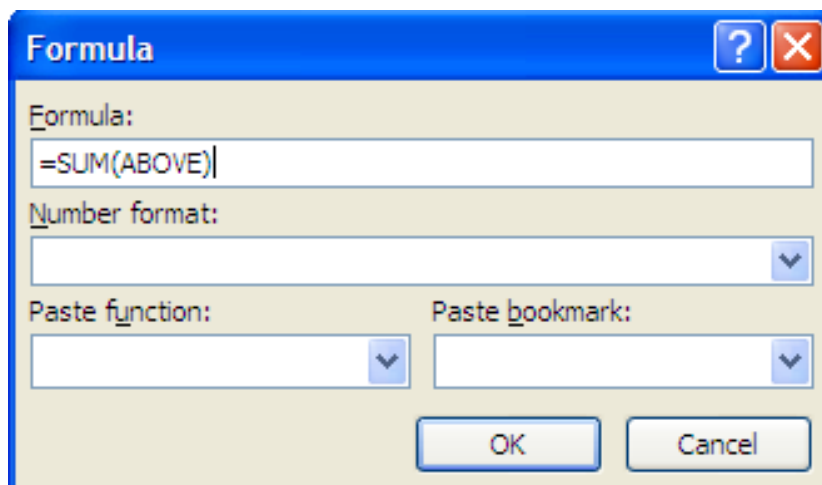 Formula
Formula:
=SUM(ABOVE)
Number format:
Paste function: Paste bookmark:
OK Cancel